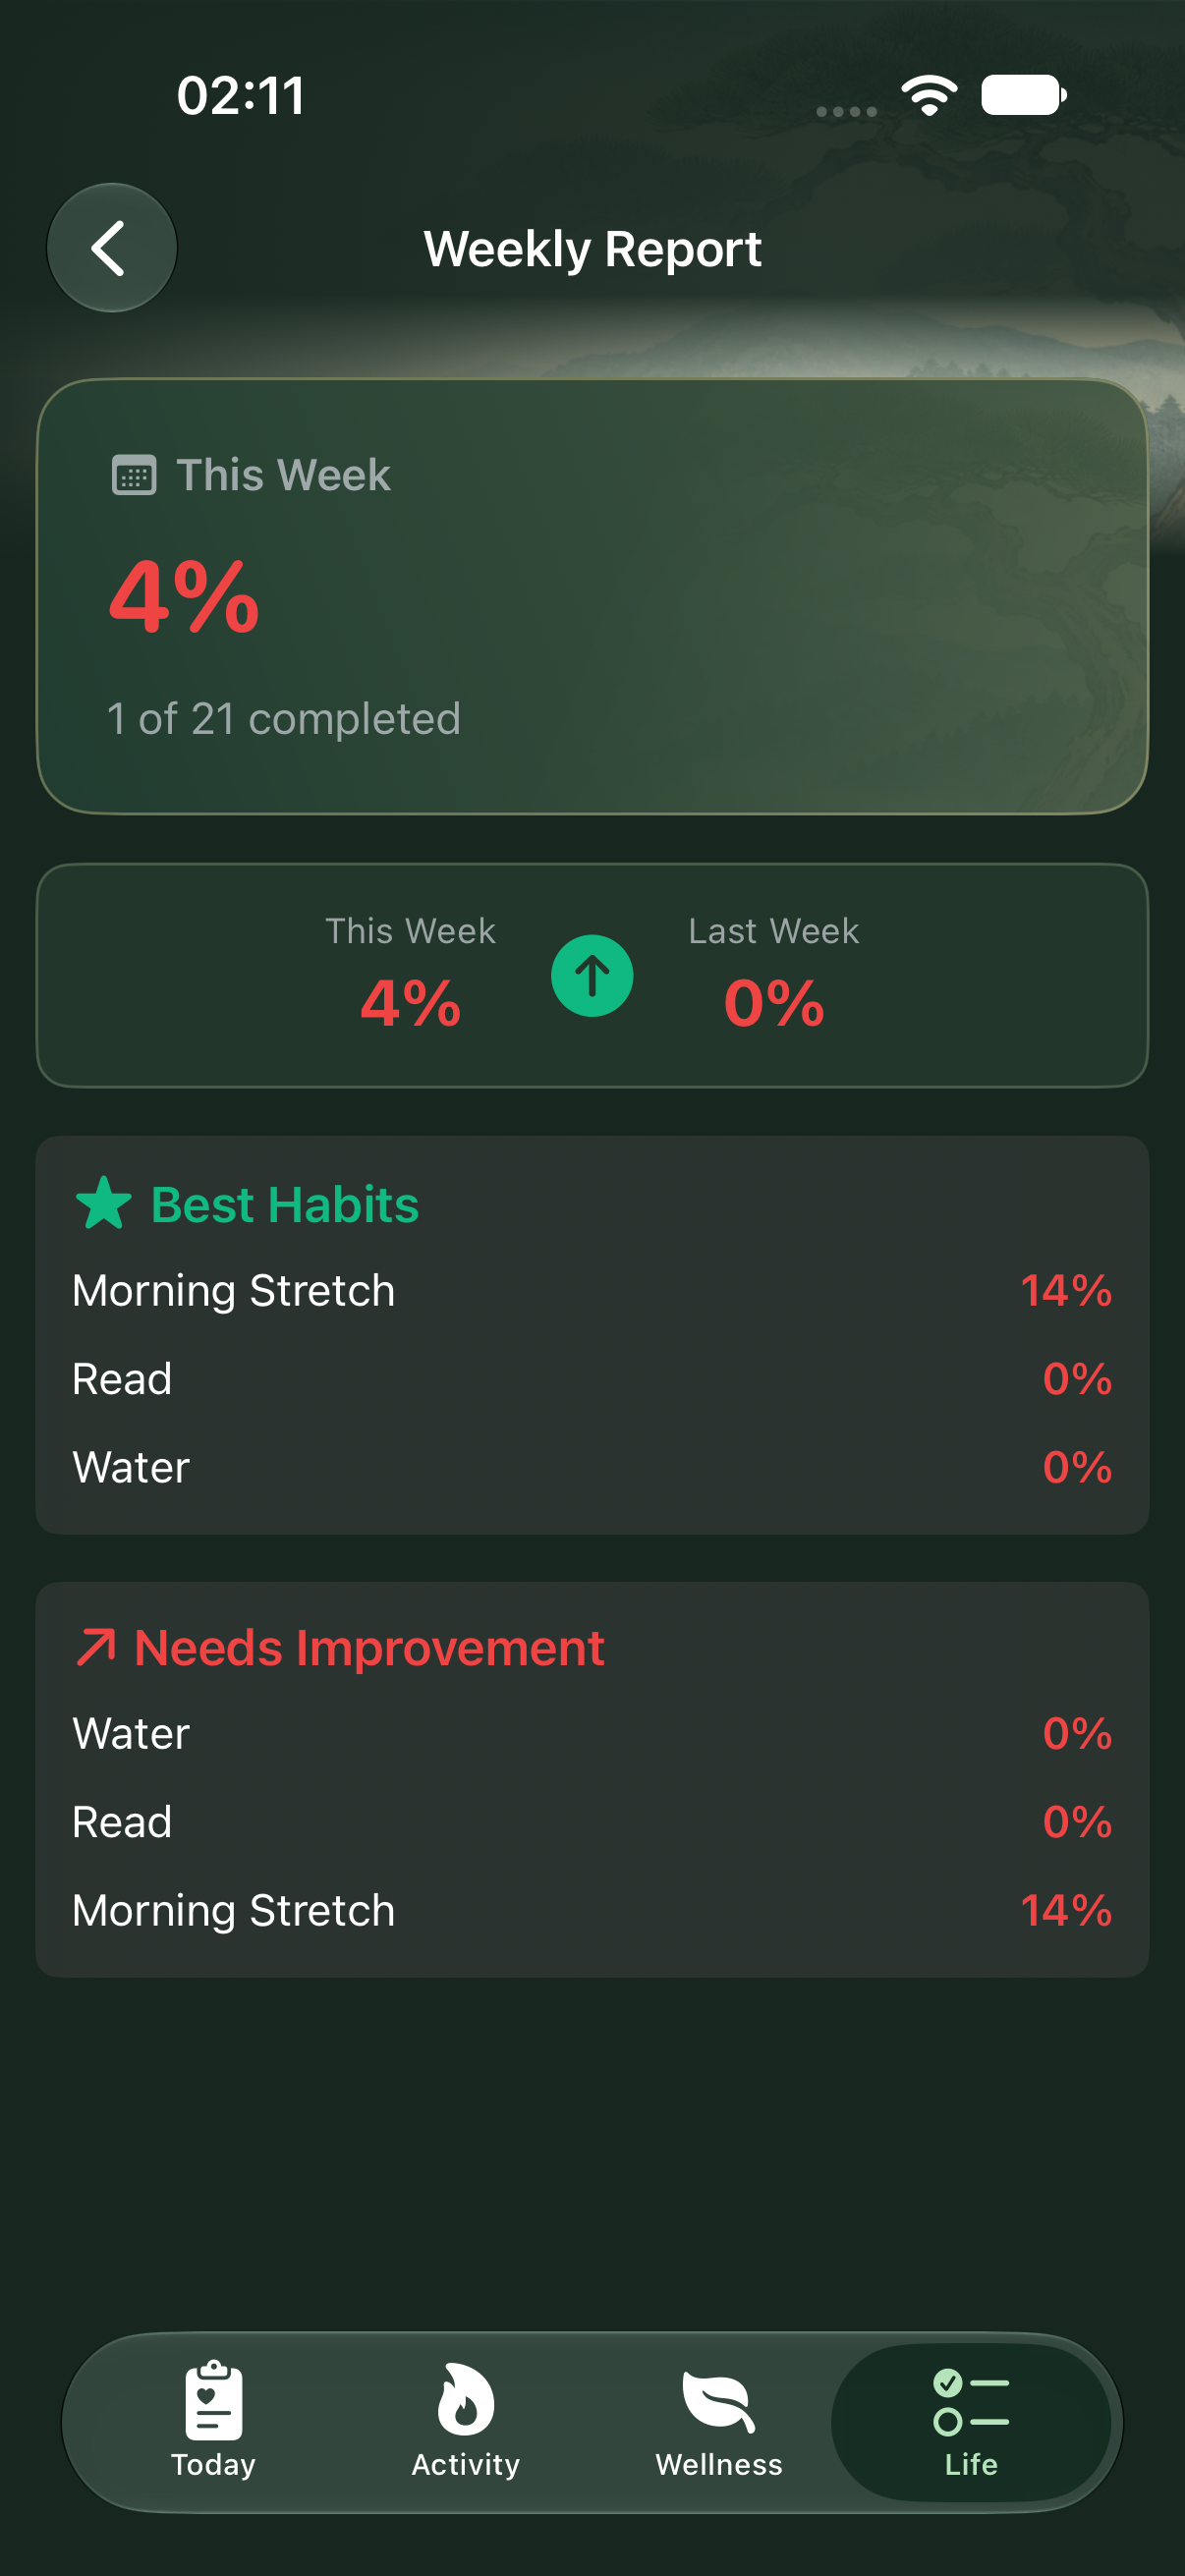 02:11
Weekly Report
This Week
4%
1 of 21 completed
This Week
Last Week
4%
0%
Best Habits
Morning Stretch 14%
Read 0%
Water 0%
Needs Improvement
Water 0%
Read 0%
Morning Stretch 14%
Today Activity Wellness Life